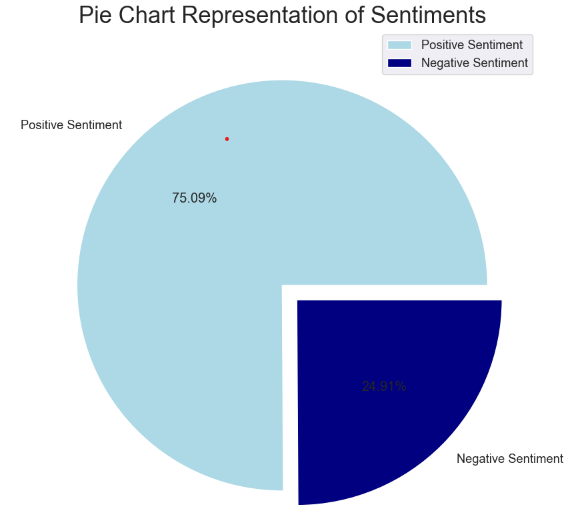 Pie Chart Representation of Sentiments
Positive Sentiment
Negative Sentiment
Positive Sentiment
75.09%
24.91%
Negative Sentiment